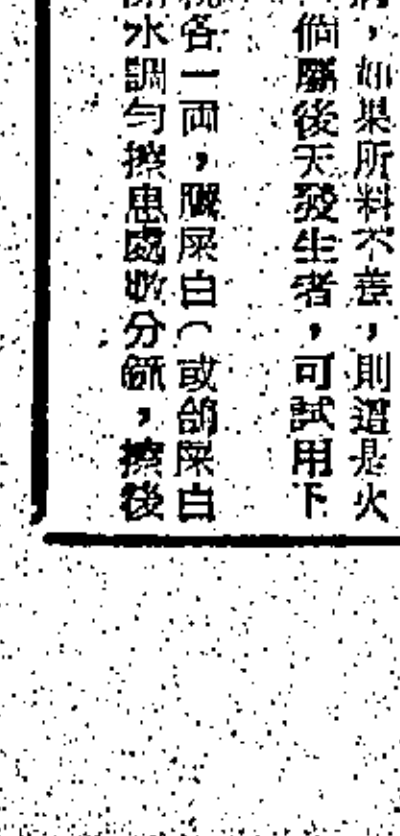 ，如果所料不差，則這是火
倘屬後天發生者，可試用下
各一両，屎白（或鴿屎白
水調勻擦患處數分鐘，擦後